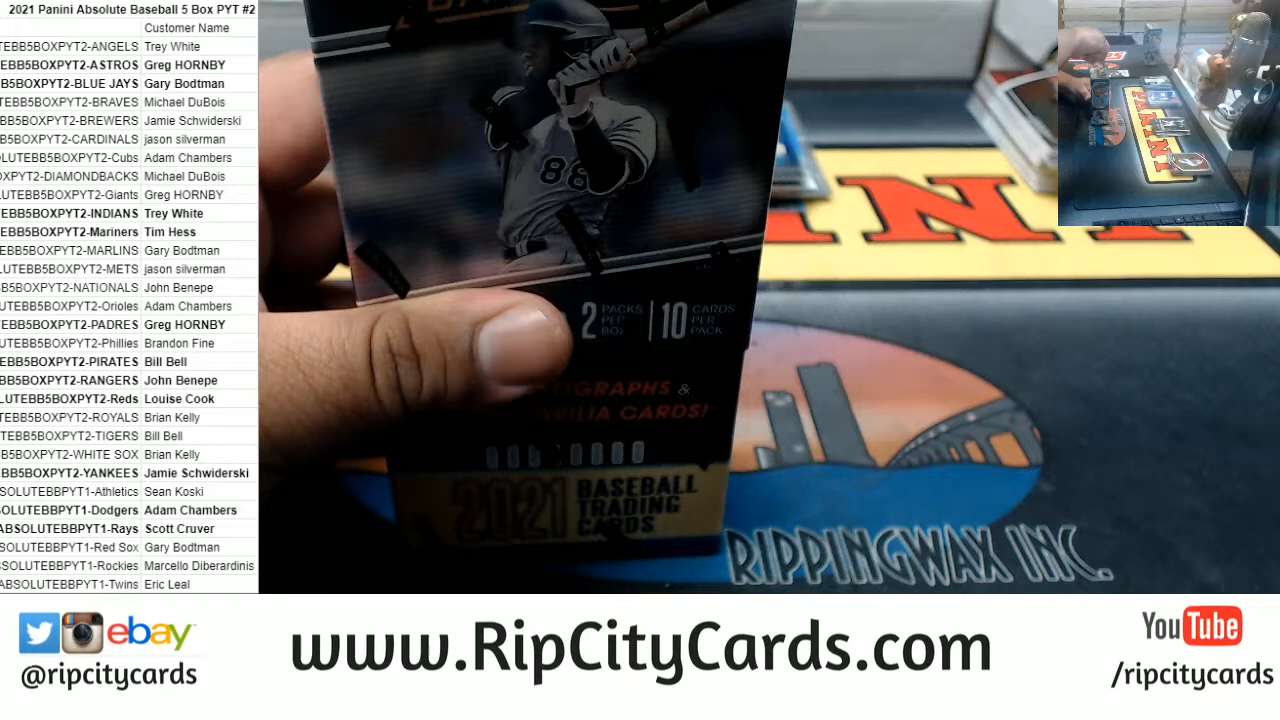 2021 Panini Absolute Baseball 5 Box PYT #2
Customer Name
TEBB5BOXPYT2-ANGELS Trey White
EBB5BOXPYT2-ASTROS Greg HORNBY
B5BOXPYT2-BLUE JAYS Gary Bodtman
TEBB5BOXPYT2-BRAVES Michael DuBois
EBB5BOXPYT2-BREWERS Jamie Schwiderski
B5BOXPYT2-CARDINALS jason silverman
LUTEBB5BOXPYT2-Cubs Adam Chambers
OXPYT2-DIAMONDBACKS Michael DuBois
LUTEBB5BOXPYT2-Giants Greg HORNBY
TEBB5BOXPYT2-INDIANS Trey White
TEBB5BOXPYT2-Mariners Tim Hess
EBB5BOXPYT2-MARLINS Gary Bodtman
LUTEBB5BOXPYT2-METS jason silverman
BB5BOXPYT2-NATIONALS John Benepe
UTEBB5BOXPYT2-Orioles Adam Chambers
EBB5BOXPYT2-PADRES Greg HORNBY
UTEBB5BOXPYT2-Phillies Brandon Fine
EBB5BOXPYT2-PIRATES Bill Bell
EBB5BOXPYT2-RANGERS John Benepe
LUTEBB5BOXPYT2-Reds Louise Cook
TEBB5BOXPYT2-ROYALS Brian Kelly
UTEBB5BOXPYT2-TIGERS Bill Bell
BB5BOXPYT2-WHITE SOX Brian Kelly
EBB5BOXPYT2-YANKEES Jamie Schwiderski
SOLUTEBBPYT1-Athletics Sean Koski
SOLUTEBBPYT1-Dodgers Adam Chambers
ABSOLUTEBBPYT1-Rays Scott Cruver
SOLUTEBBPYT1-Red Sox Gary Bodtman
SOLUTEBBPYT1-Rockies Marcello Diberardinis
ABSOLUTEBBPYT1-Twins Eric Leal
88
2 PACKS PER BOX | 10 CARDS PER PACK
&
CARDS!
2021 BASEBALL TRADING CARDS
PANINI
RIPPINGWAX INC.
ebay
@ripcitycards
www.RipCityCards.com
YouTube
/ripcitycards